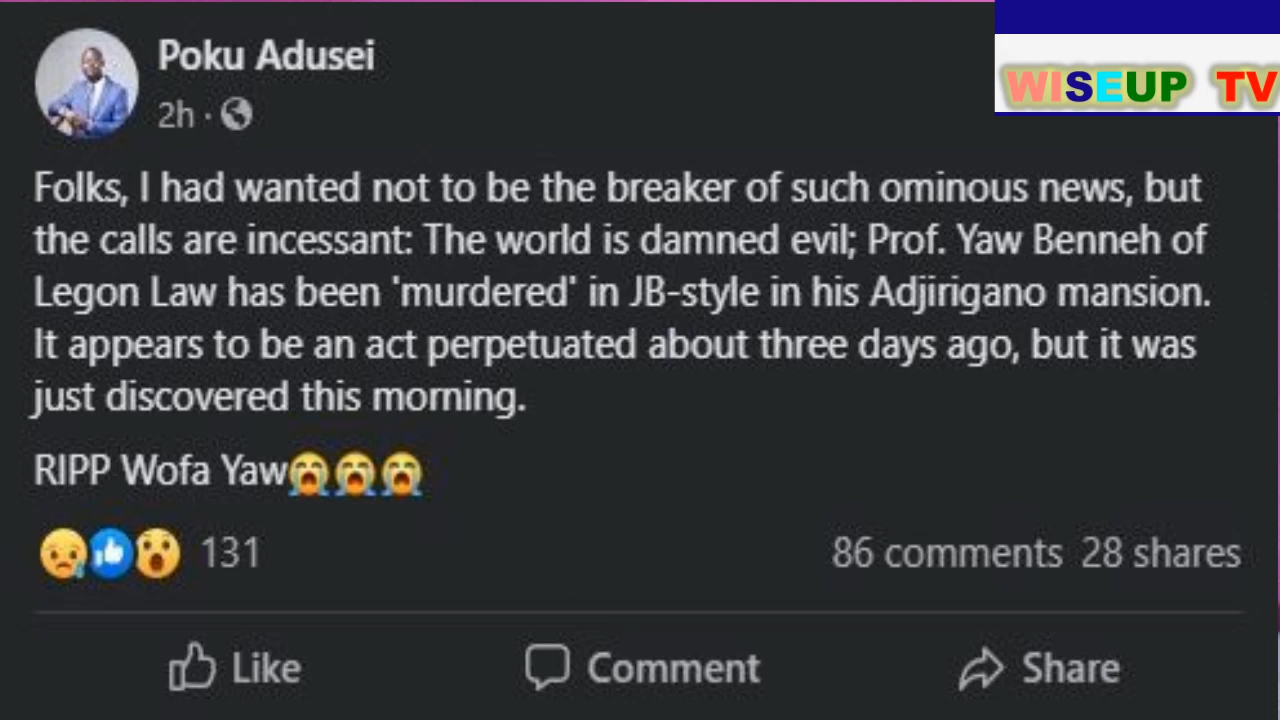 Poku Adusei
WISEUP TV
2h ·
Folks, I had wanted not to be the breaker of such ominous news, but
the calls are incessant: The world is damned evil; Prof. Yaw Benneh of
Legon Law has been 'murdered' in JB-style in his Adjirigano mansion.
It appears to be an act perpetuated about three days ago, but it was
just discovered this morning.
RIPP Wofa Yaw😭😭😭
131
86 comments 28 shares
Like Comment Share